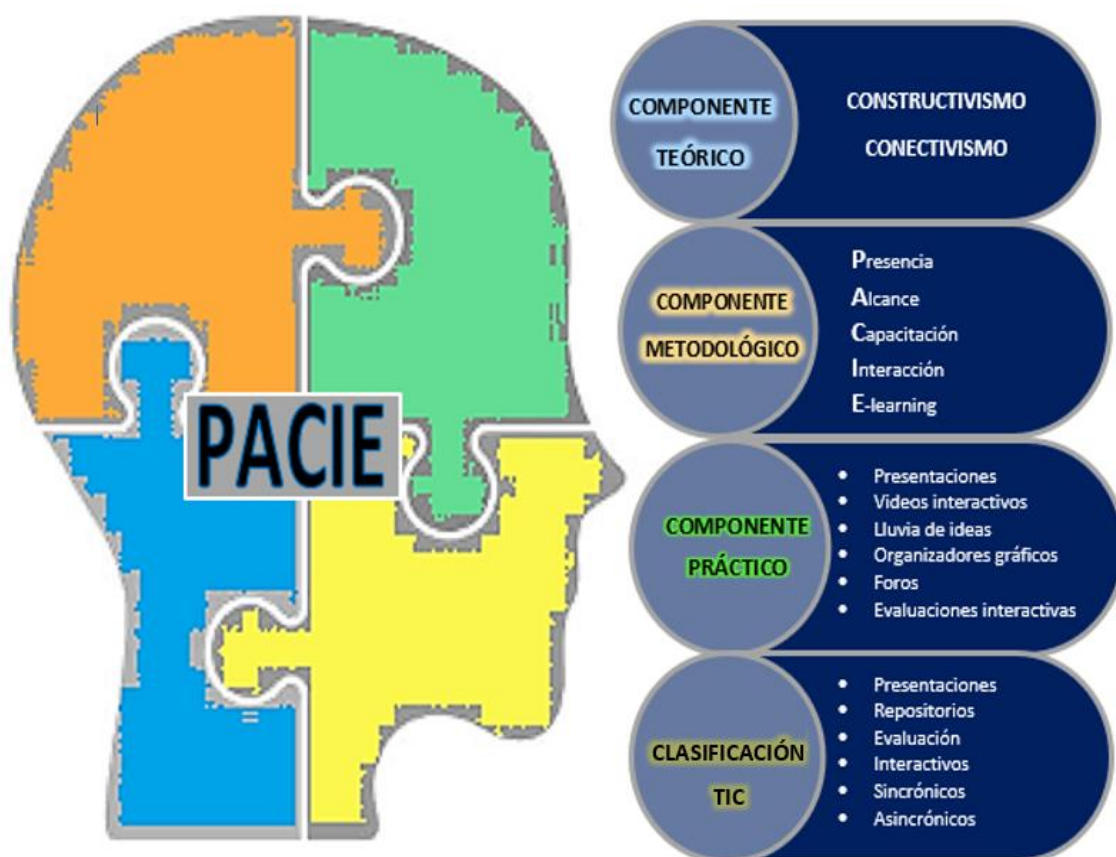 PACIE
COMPONENTE
TEÓRICO
CONSTRUCTIVISMO
CONECTIVISMO
COMPONENTE
METODOLÓGICO
Presencia
Alcance
Capacitación
Interacción
E-learning
COMPONENTE
PRÁCTICO
• Presentaciones
• Videos interactivos
• Lluvia de ideas
• Organizadores gráficos
• Foros
• Evaluaciones interactivas
CLASIFICACIÓN
TIC
• Presentaciones
• Repositorios
• Evaluación
• Interactivos
• Sincrónicos
• Asincrónicos